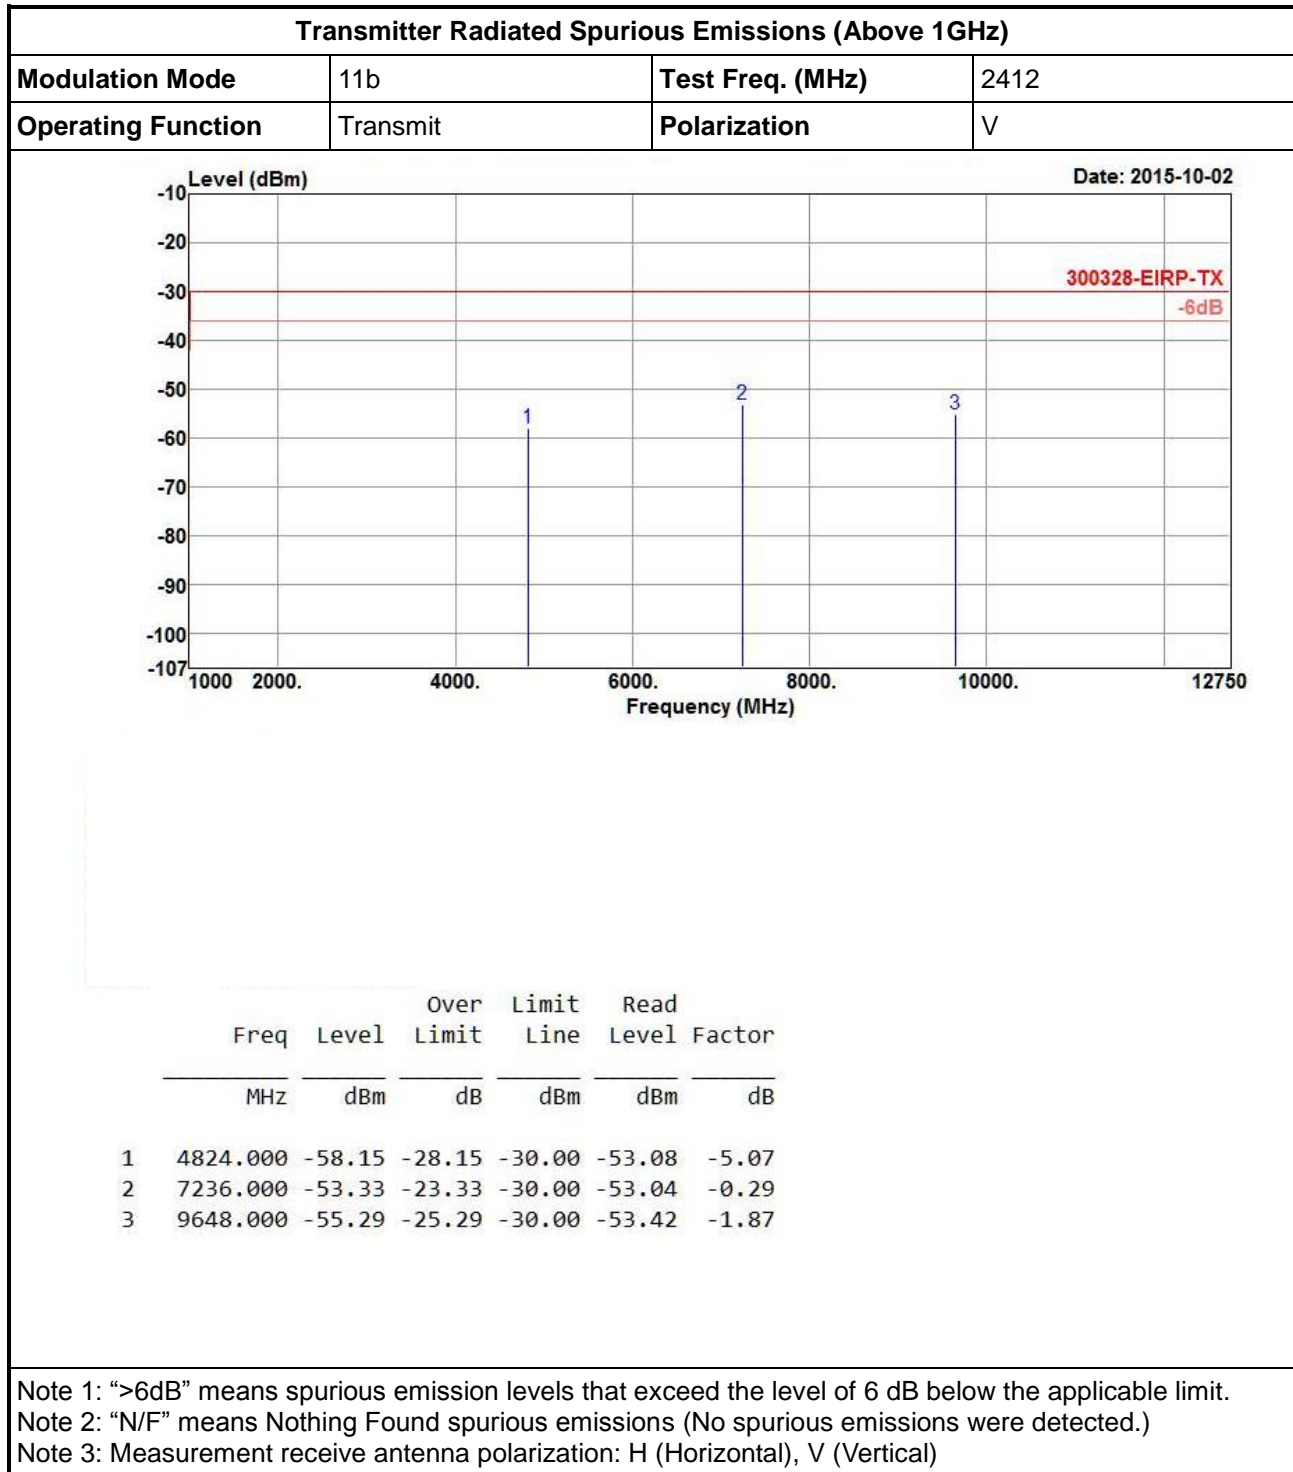 Transmitter Radiated Spurious Emissions (Above 1GHz)
Modulation Mode 11b Test Freq. (MHz) 2412
Operating Function Transmit Polarization V
Level (dBm) Date: 2015-10-02
-10
-20
300328-EIRP-TX
-30
-6dB
-40
-50
2
3
1
-60
-70
-80
-90
-100
-107
1000 2000. 4000. 6000. 8000. 10000. 12750
Frequency (MHz)
Over Limit Read
Freq Level Limit Line Level Factor
MHz dBm dB dBm dBm dB
1 4824.000 -58.15 -28.15 -30.00 -53.08 -5.07
2 7236.000 -53.33 -23.33 -30.00 -53.04 -0.29
3 9648.000 -55.29 -25.29 -30.00 -53.42 -1.87
Note 1: “>6dB” means spurious emission levels that exceed the level of 6 dB below the applicable limit.
Note 2: “N/F” means Nothing Found spurious emissions (No spurious emissions were detected.)
Note 3: Measurement receive antenna polarization: H (Horizontal), V (Vertical)